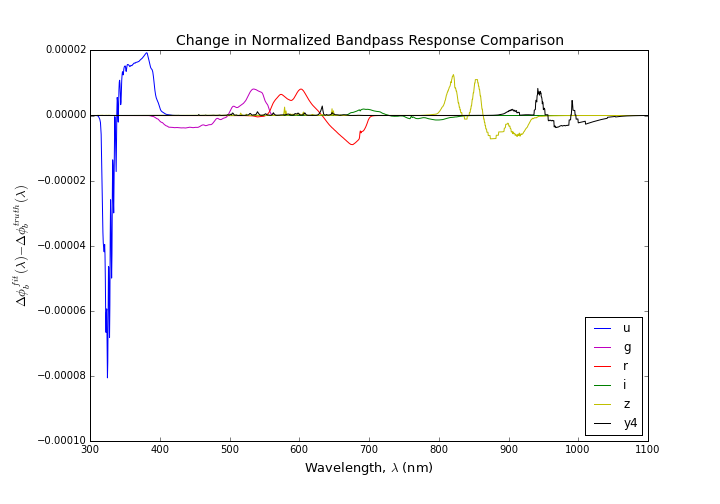 Change in Normalized Bandpass Response Comparison
0.00002
0.00000
−0.00002
−0.00004
−0.00006
−0.00008
−0.00010
Δϕ_b^{fit}(λ)−Δϕ_b^{truth}(λ)
300 400 500 600 700 800 900 1000 1100
Wavelength, λ (nm)
u
g
r
i
z
y4